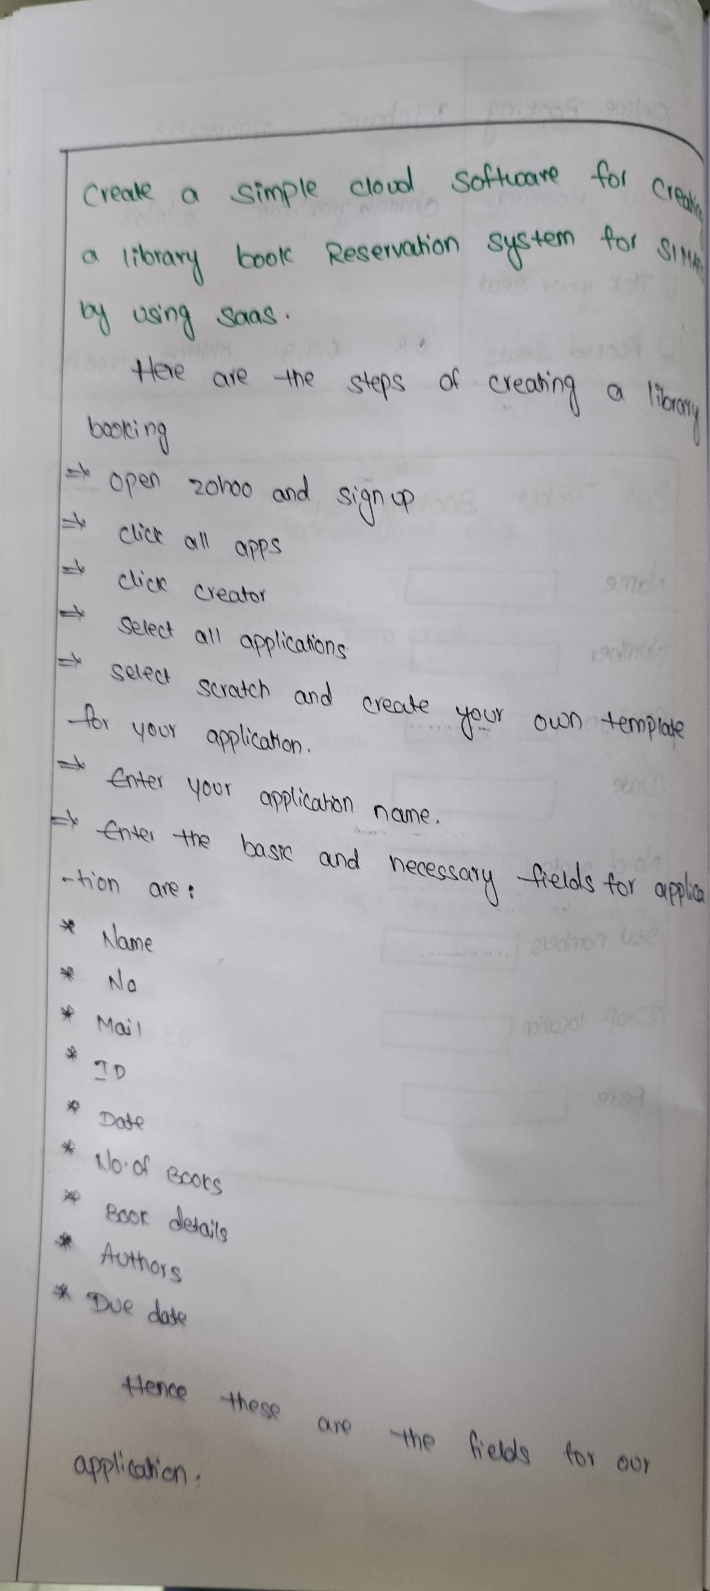 Create a simple cloud software for
a library book Reservation system for
by using saas.
Here are the steps of creating a library
booking
⇒ open zohoo and sign up
⇒ click all apps
⇒ click creator
⇒ select all applications
⇒ select scratch and create your own template
for your application.
⇒ Enter your application name.
⇒ Enter the basic and necessary fields for applica
-tion are:
* Name
* No
* Mail
* ID
* Date
* No.of Books
* Book details
* Authors
* Due date
Hence these are the fields for our
application.